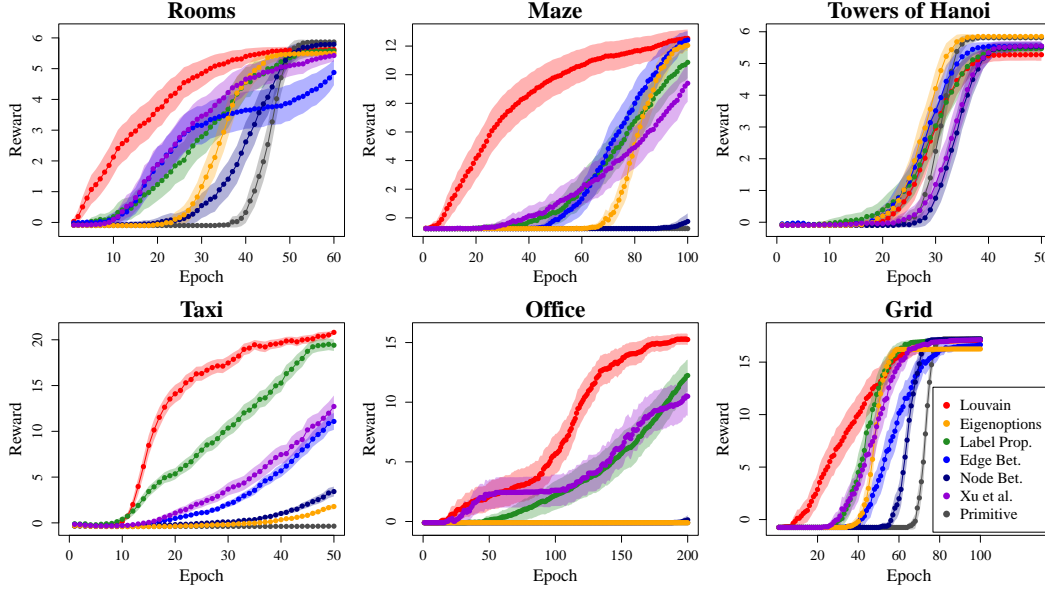 Rooms
Maze
Towers of Hanoi
Reward
0 1 2 3 4 5 6
10 20 30 40 50 60
Epoch
Reward
0 2 4 6 8 10 12
0 20 40 60 80 100
Epoch
Reward
0 1 2 3 4 5 6
0 10 20 30 40 50
Epoch
Taxi
Office
Grid
Reward
0 5 10 15 20
0 10 20 30 40 50
Epoch
Reward
0 5 10 15
0 50 100 150 200
Epoch
Reward
0 5 10 15
20 40 60 80 100
Epoch
Louvain
Eigenoptions
Label Prop.
Edge Bet.
Node Bet.
Xu et al.
Primitive